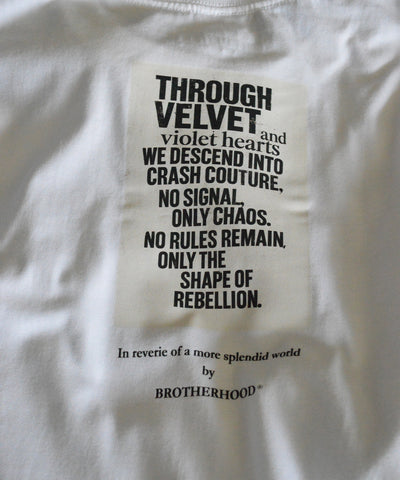 THROUGH
VELVET and
violet hearts
WE DESCEND INTO
CRASH COUTURE,
NO SIGNAL,
ONLY CHAOS.
NO RULES REMAIN,
ONLY THE
SHAPE OF
REBELLION.
In reverie of a more splendid world
by
BROTHERHOOD®